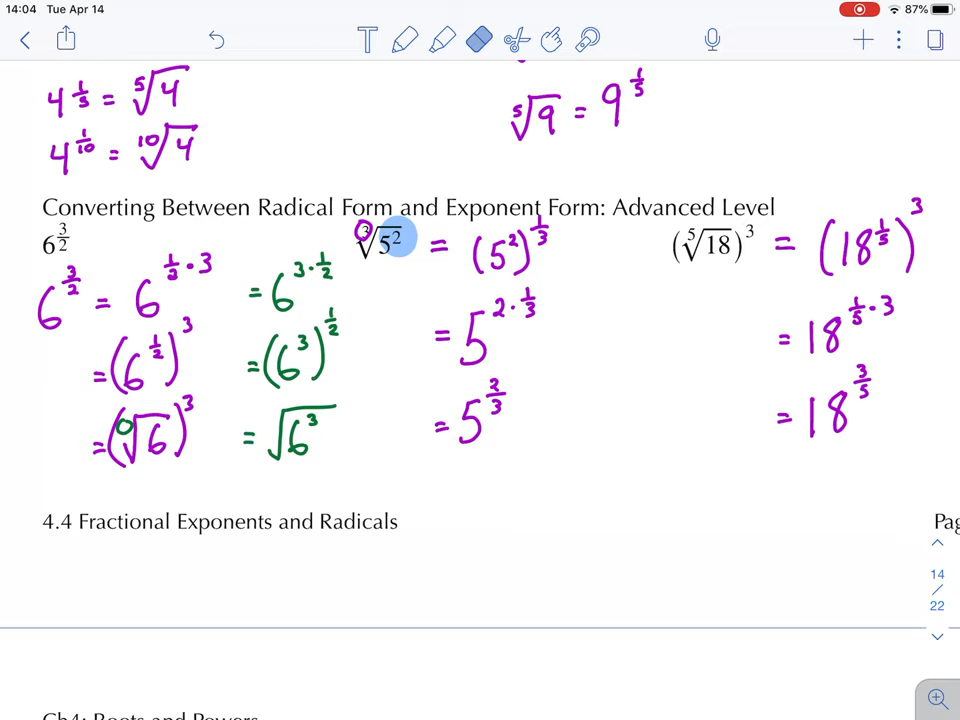 14:04 Tue Apr 14 87%
4^{1/5} = ⁵√4
⁵√9 = 9^{1/5}
4^{1/10} = ¹⁰√4
Converting Between Radical Form and Exponent Form: Advanced Level
6^{3/2}
6^{3/2} = 6^{1/2 • 3} = 6^{3 • 1/2}
= (6^{1/2})^3 = (6^3)^{1/2}
= (√6)^3 = √6^3
³√5² = (5²)^{1/3}
= 5^{2 • 1/3}
= 5^{2/3}
(⁵√18)^3 = (18^{1/5})^3
= 18^{1/5 • 3}
= 18^{3/5}
4.4 Fractional Exponents and Radicals
Pag
14
/
22
Ch4: Roots and Powers